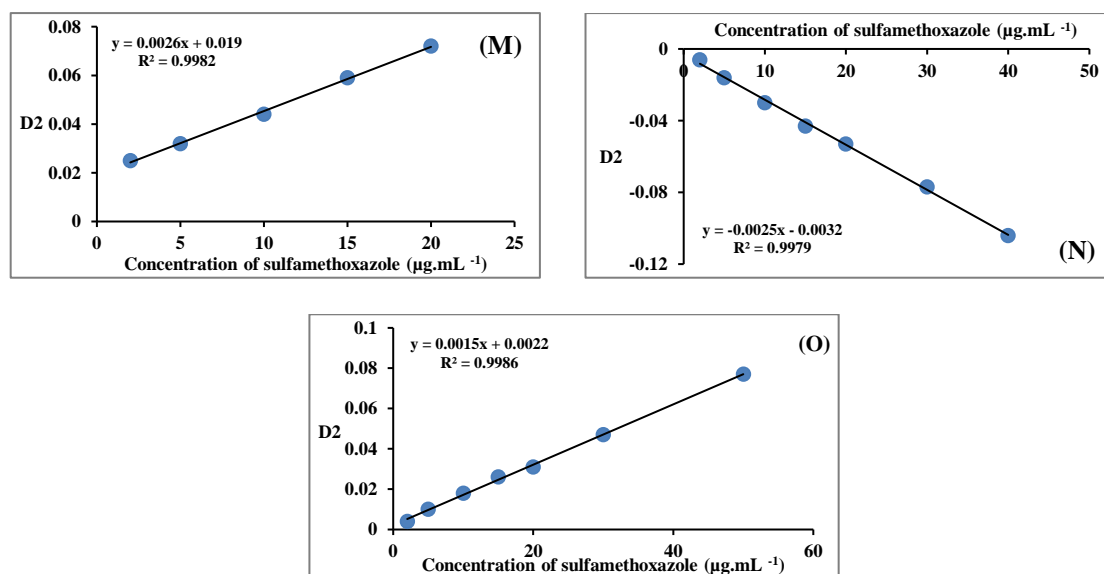 y = 0.0026x + 0.019
R² = 0.9982
(M)
0.08
0.06
0.04
0.02
0
D2
0
5
10
15
20
25
Concentration of sulfamethoxazole (µg.mL -1)
Concentration of sulfamethoxazole (µg.mL -1)
0
0
10
20
30
40
50
-0.04
-0.08
-0.12
D2
y = -0.0025x - 0.0032
R² = 0.9979
(N)
y = 0.0015x + 0.0022
R² = 0.9986
(O)
0.1
0.08
0.06
0.04
0.02
0
D2
0
20
40
60
Concentration of sulfamethoxazole (µg.mL -1)